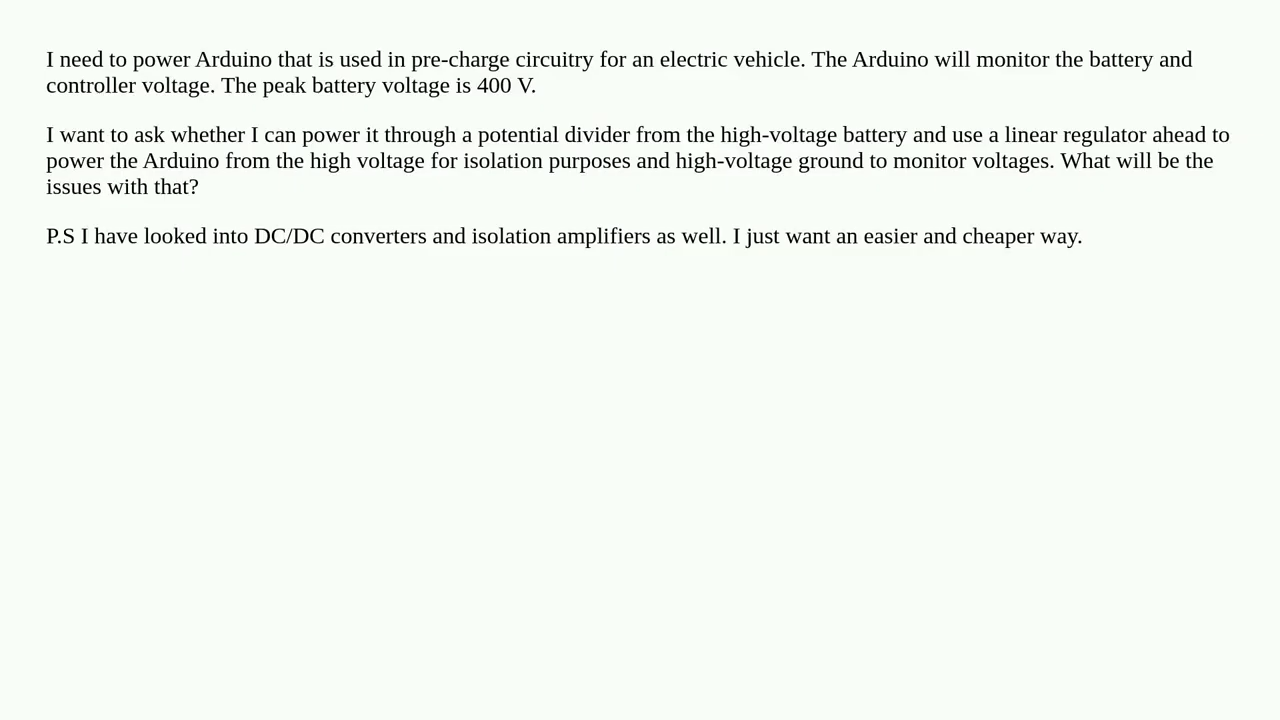 I need to power Arduino that is used in pre-charge circuitry for an electric vehicle. The Arduino will monitor the battery and
controller voltage. The peak battery voltage is 400 V.
I want to ask whether I can power it through a potential divider from the high-voltage battery and use a linear regulator ahead to
power the Arduino from the high voltage for isolation purposes and high-voltage ground to monitor voltages. What will be the
issues with that?
P.S I have looked into DC/DC converters and isolation amplifiers as well. I just want an easier and cheaper way.